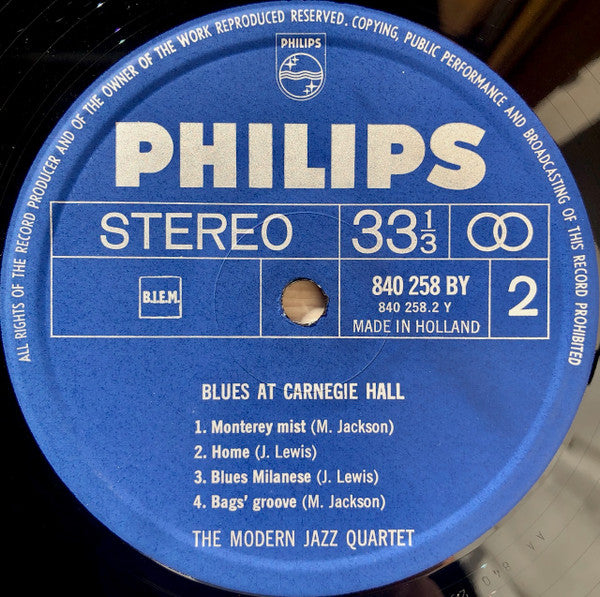 ALL RIGHTS OF THE RECORD PRODUCER AND OF THE OWNER OF THE WORK REPRODUCED RESERVED. COPYING, PUBLIC PERFORMANCE AND BROADCASTING OF THIS RECORD PROHIBITED
PHILIPS
PHILIPS
STEREO
33 1/3
B.I.E.M.
840 258 BY
840 258.2 Y
MADE IN HOLLAND
2
BLUES AT CARNEGIE HALL
1. Monterey mist (M. Jackson)
2. Home (J. Lewis)
3. Blues Milanese (J. Lewis)
4. Bags' groove (M. Jackson)
THE MODERN JAZZ QUARTET